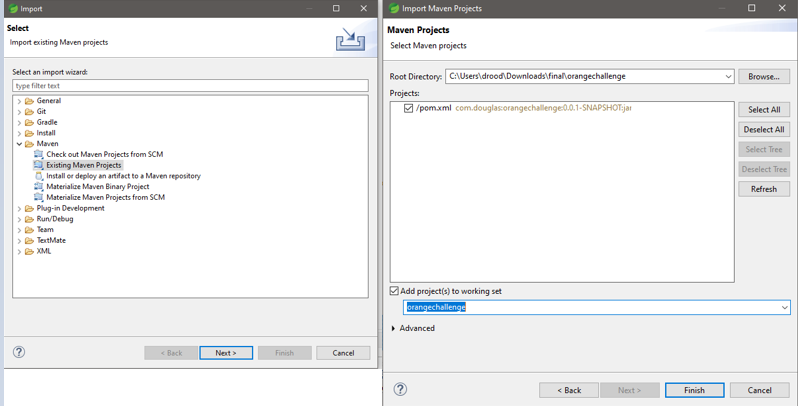 Import
Select
Import existing Maven projects
Select an import wizard:
type filter text
General
Git
Gradle
Install
Maven
Check out Maven Projects from SCM
Existing Maven Projects
Install or deploy an artifact to a Maven repository
Materialize Maven Binary Project
Materialize Maven Projects from SCM
Plug-in Development
Run/Debug
Team
TextMate
XML
?
< Back
Next >
Finish
Cancel
Import Maven Projects
Maven Projects
Select Maven projects
Root Directory:
C:\Users\drood\Downloads\final\orangechallenge
Browse...
Projects:
/pom.xml com.douglas:orangechallenge:0.0.1-SNAPSHOT:jar
Select All
Deselect All
Select Tree
Deselect Tree
Refresh
Add project(s) to working set
orangechallenge
Advanced
?
< Back
Next >
Finish
Cancel